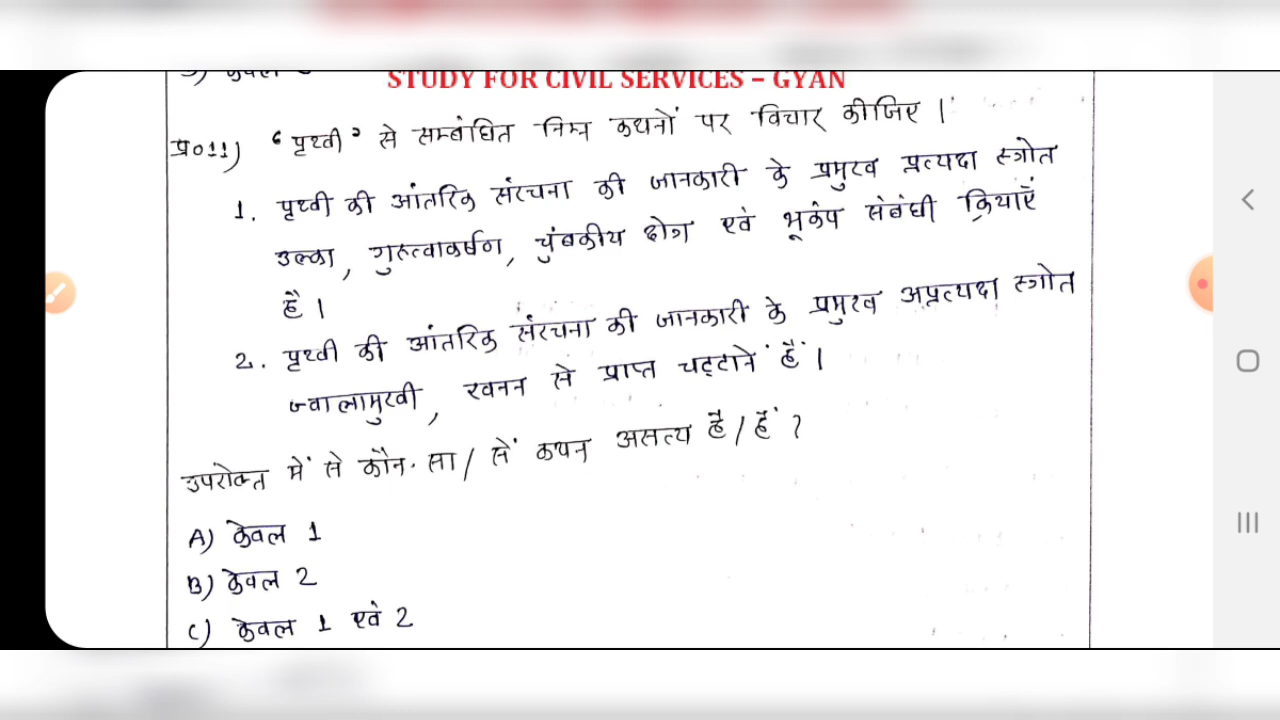 STUDY FOR CIVIL SERVICES – GYAN
प्र०11) “पृथ्वी” से सम्बंधित निम्न कथनों पर विचार कीजिए।
1. पृथ्वी की आंतरिक संरचना की जानकारी के प्रमुख प्रत्यक्ष स्त्रोत
उल्का, गुरुत्वाकर्षण, चुंबकीय क्षेत्र एवं भूकंप संबंधी क्रियाएँ
है।
2. पृथ्वी की आंतरिक संरचना की जानकारी के प्रमुख अप्रत्यक्ष स्त्रोत
ज्वालामुखी, खनन से प्राप्त चट्टानें हैं।
उपरोक्त में से कौन-सा/सें कथन असत्य है/हैं?
A) केवल 1
B) केवल 2
C) केवल 1 एवं 2